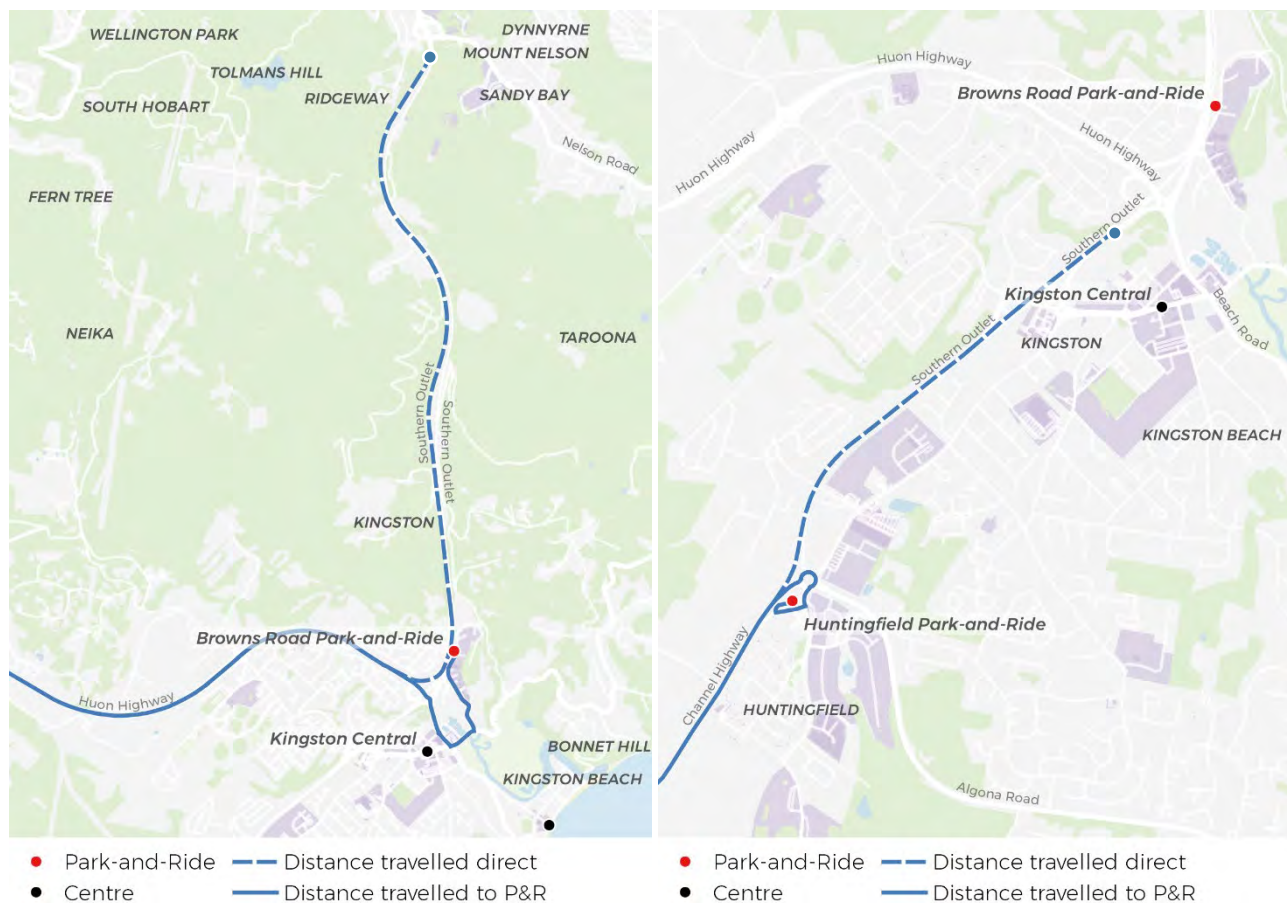 WELLINGTON PARK
DYNNYRNE
MOUNT NELSON
TOLMANS HILL
RIDGEWAY
SANDY BAY
SOUTH HOBART
Nelson Road
FERN TREE
NEIKA
TAROONA
Southern Outlet
Southern Outlet
KINGSTON
Browns Road Park-and-Ride
Huon Highway
Kingston Central
BONNET HILL
KINGSTON BEACH
Park-and-Ride
Distance travelled direct
Centre
Distance travelled to P&R
Huon Highway
Browns Road Park-and-Ride
Huon Highway
Huon Highway
Southern Outlet
Kingston Central
Beach Road
Southern Outlet
KINGSTON
KINGSTON BEACH
Huntingfield Park-and-Ride
Channel Highway
HUNTINGFIELD
Algona Road
Park-and-Ride
Distance travelled direct
Centre
Distance travelled to P&R